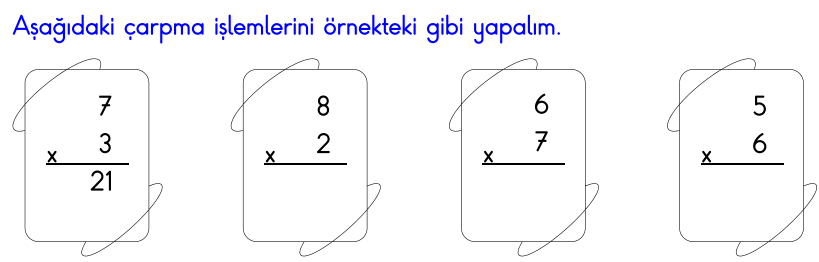 Aşağıdaki çarpma işlemlerini örnekteki gibi yapalım.
7 8 6 5
x 3 x 2 x 7 x 6
21